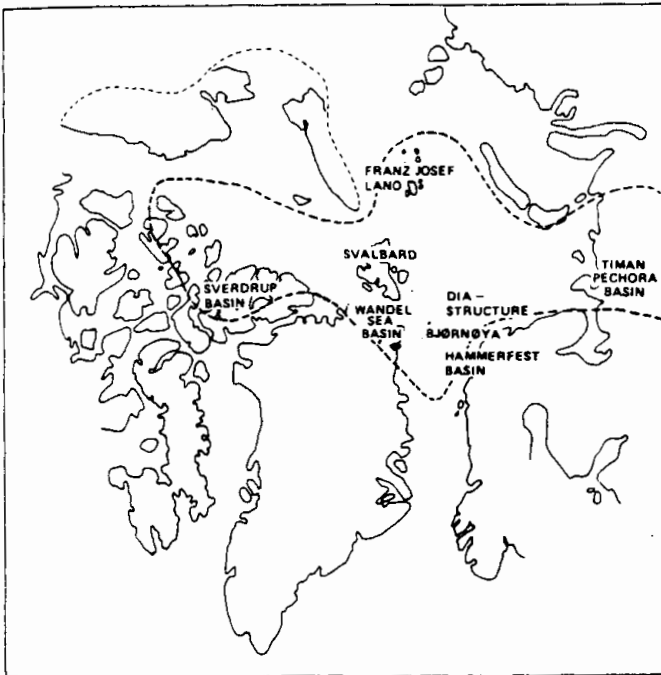 FRANZ JOSEF
LAND
SVALBARD
TIMAN
PECHORA
BASIN
SVERDRUP
BASIN
WANDEL
SEA
BASIN
DIA-
STRUCTURE
BJØRNØYA
HAMMERFEST
BASIN